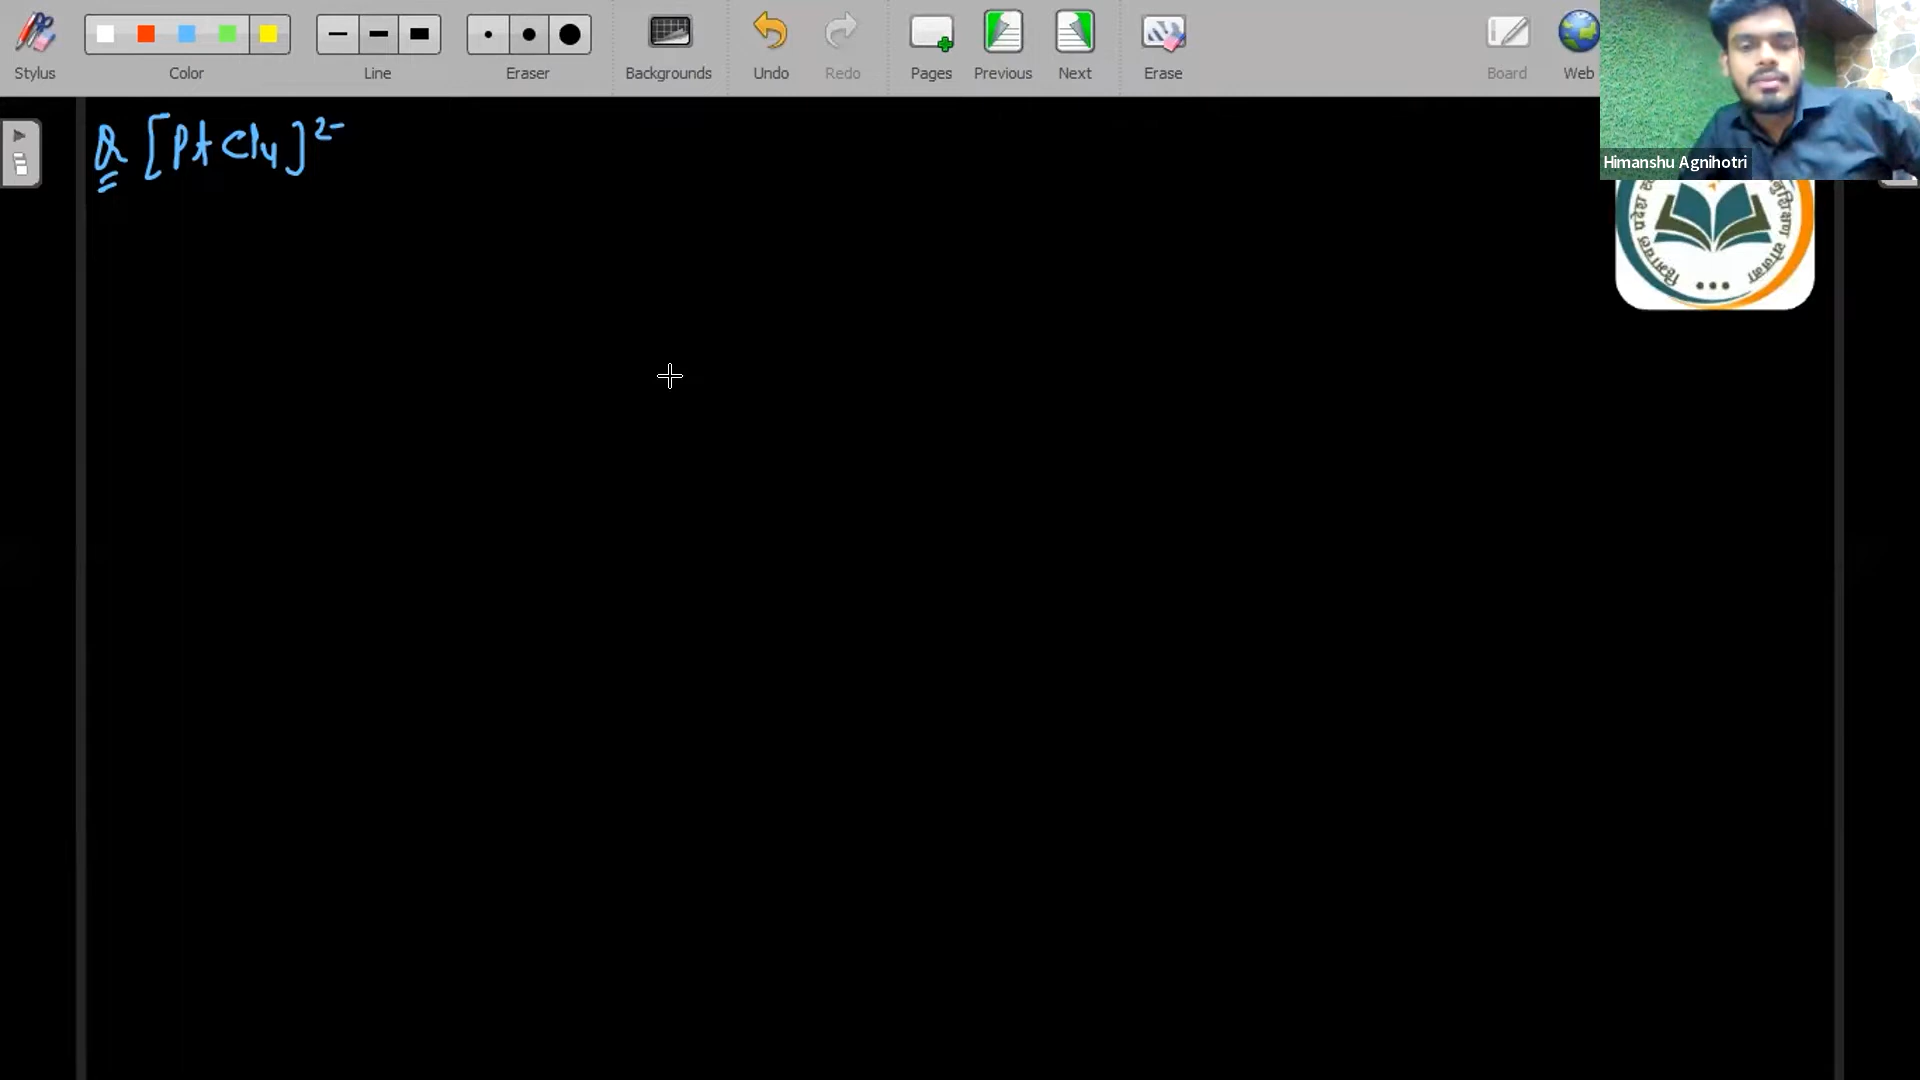 Stylus
Color
Line
Eraser
Backgrounds
Undo
Redo
Pages
Previous
Next
Erase
Board
Web
Himanshu Agnihotri
Q [PtCl4]2-